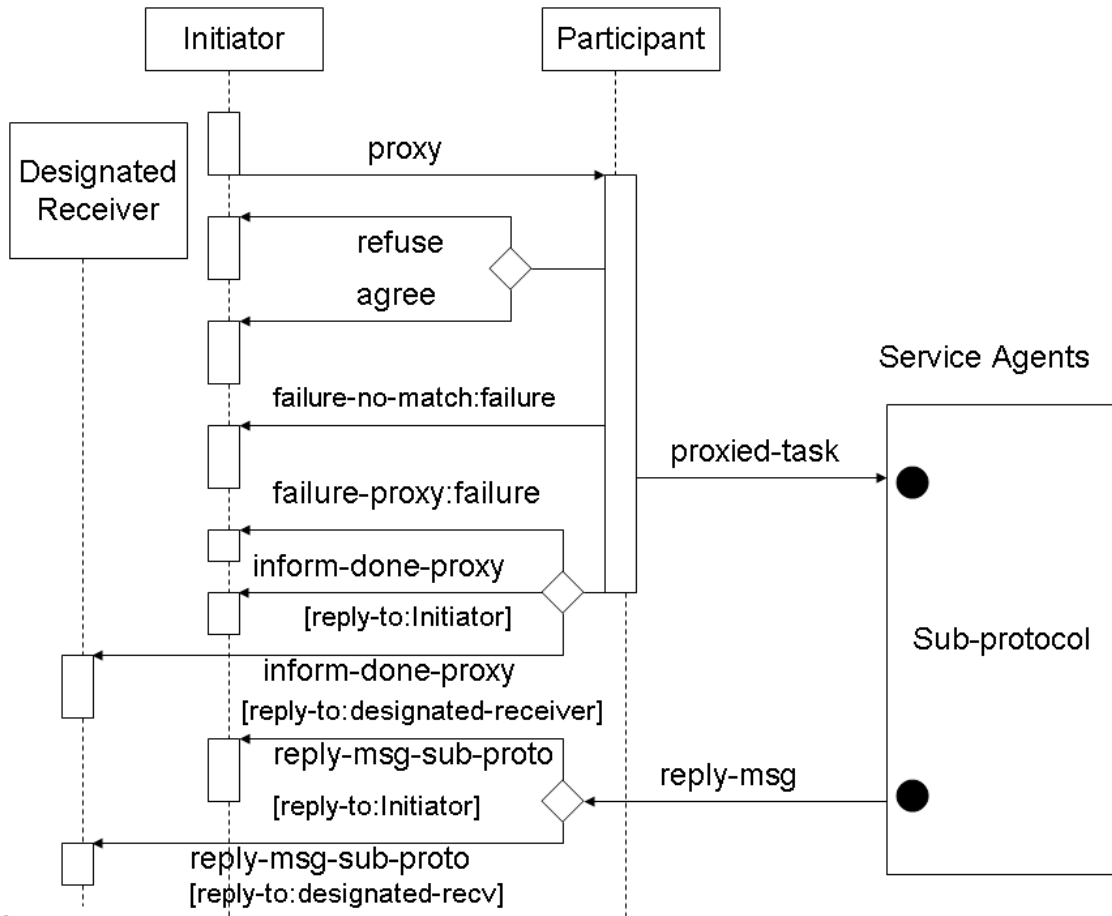 Initiator
Participant
Designated
Receiver
proxy
refuse
agree
Service Agents
failure-no-match:failure
proxied-task
failure-proxy:failure
inform-done-proxy
[reply-to:Initiator]
Sub-protocol
inform-done-proxy
[reply-to:designated-receiver]
reply-msg-sub-proto
reply-msg
[reply-to:Initiator]
reply-msg-sub-proto
[reply-to:designated-recv]